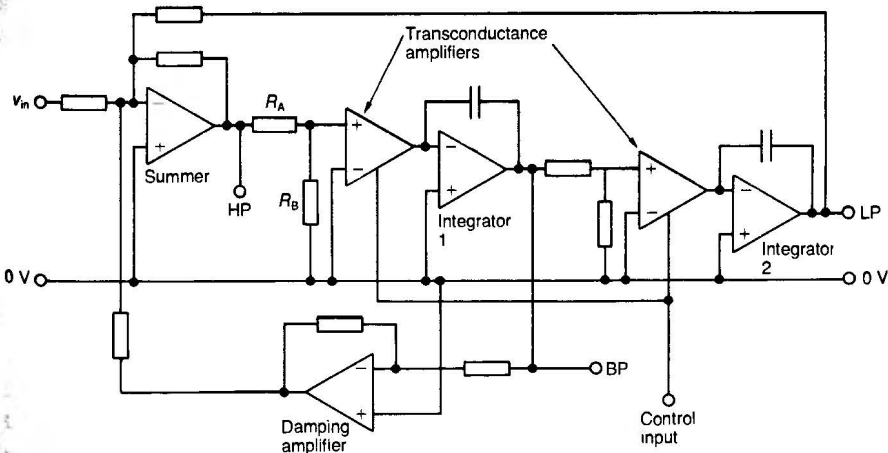 Transconductance
amplifiers
v_in
R_A
−
+
Summer
HP
R_B
+
−
−
+
Integrator
1
+
−
−
+
Integrator
2
LP
0 V
0 V
−
+
Damping
amplifier
BP
Control
input